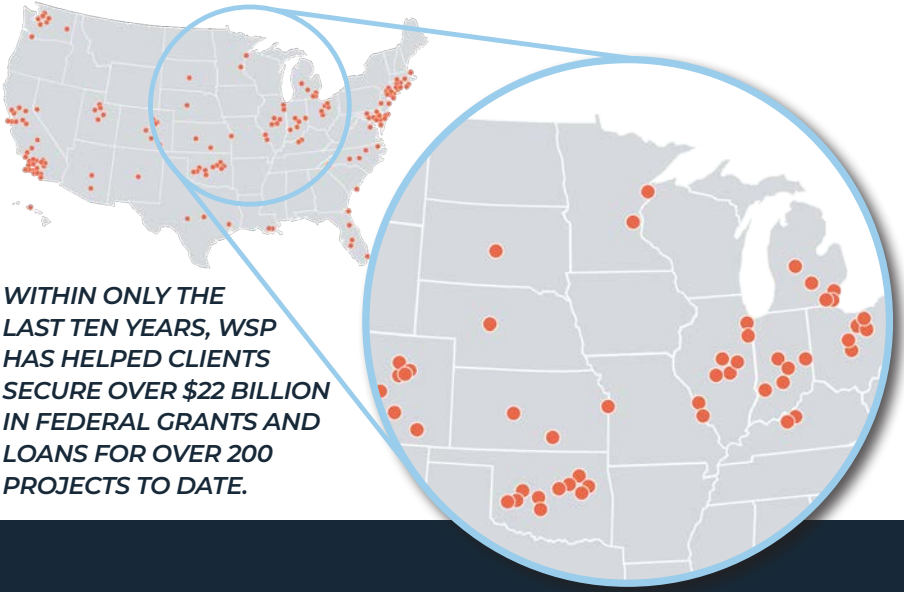 WITHIN ONLY THE
LAST TEN YEARS, WSP
HAS HELPED CLIENTS
SECURE OVER $22 BILLION
IN FEDERAL GRANTS AND
LOANS FOR OVER 200
PROJECTS TO DATE.